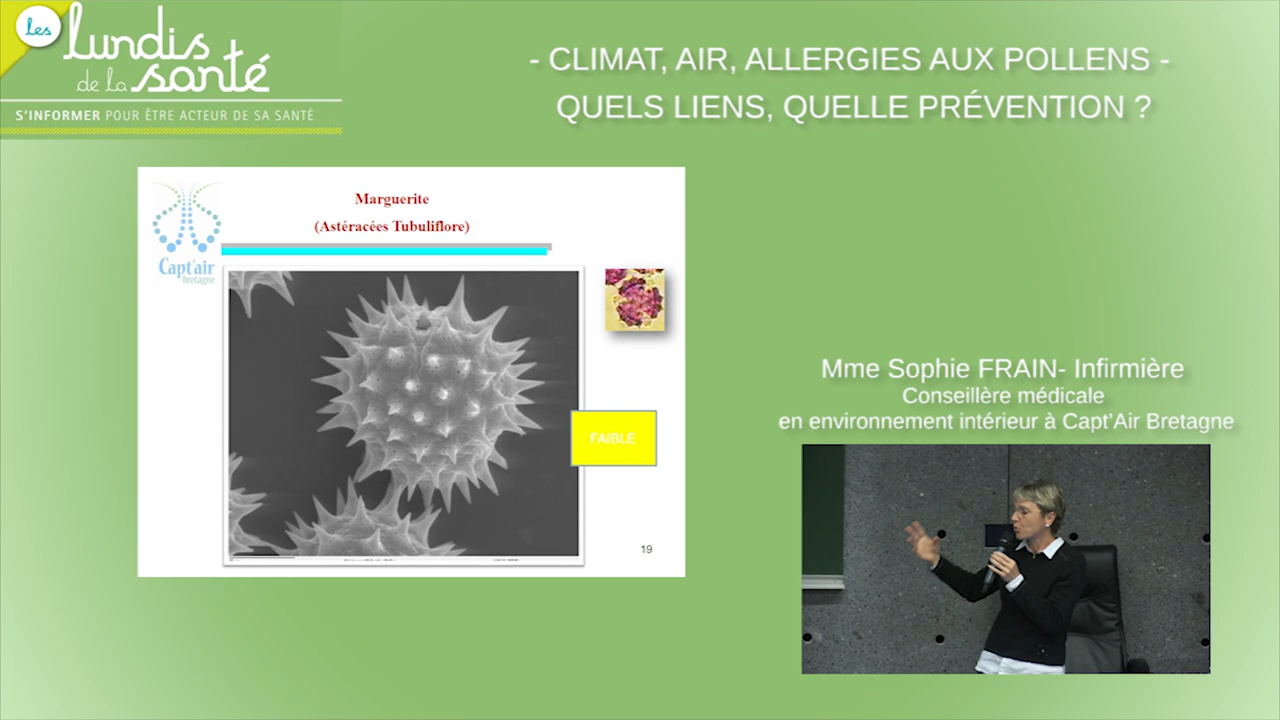 les
lundis
de la santé
S'INFORMER POUR ÊTRE ACTEUR DE SA SANTÉ
- CLIMAT, AIR, ALLERGIES AUX POLLENS -
QUELS LIENS, QUELLE PRÉVENTION ?
Marguerite
(Astéracées Tubuliflore)
Capt'air
bretagne
FAIBLE
19
Mme Sophie FRAIN- Infirmière
Conseillère médicale
en environnement intérieur à Capt'Air Bretagne